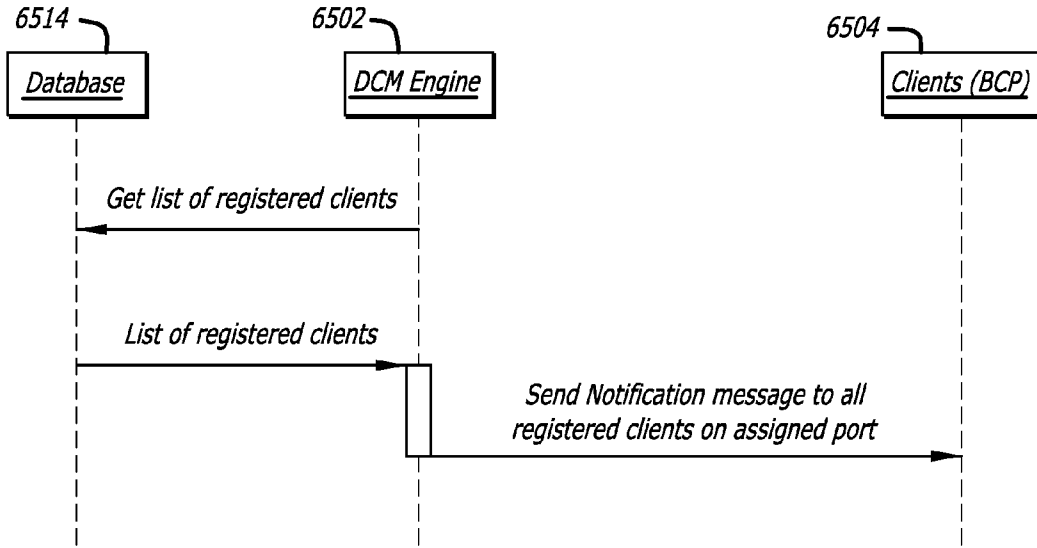 6514
6502
6504
Database
DCM Engine
Clients (BCP)
Get list of registered clients
List of registered clients
Send Notification message to all
registered clients on assigned port